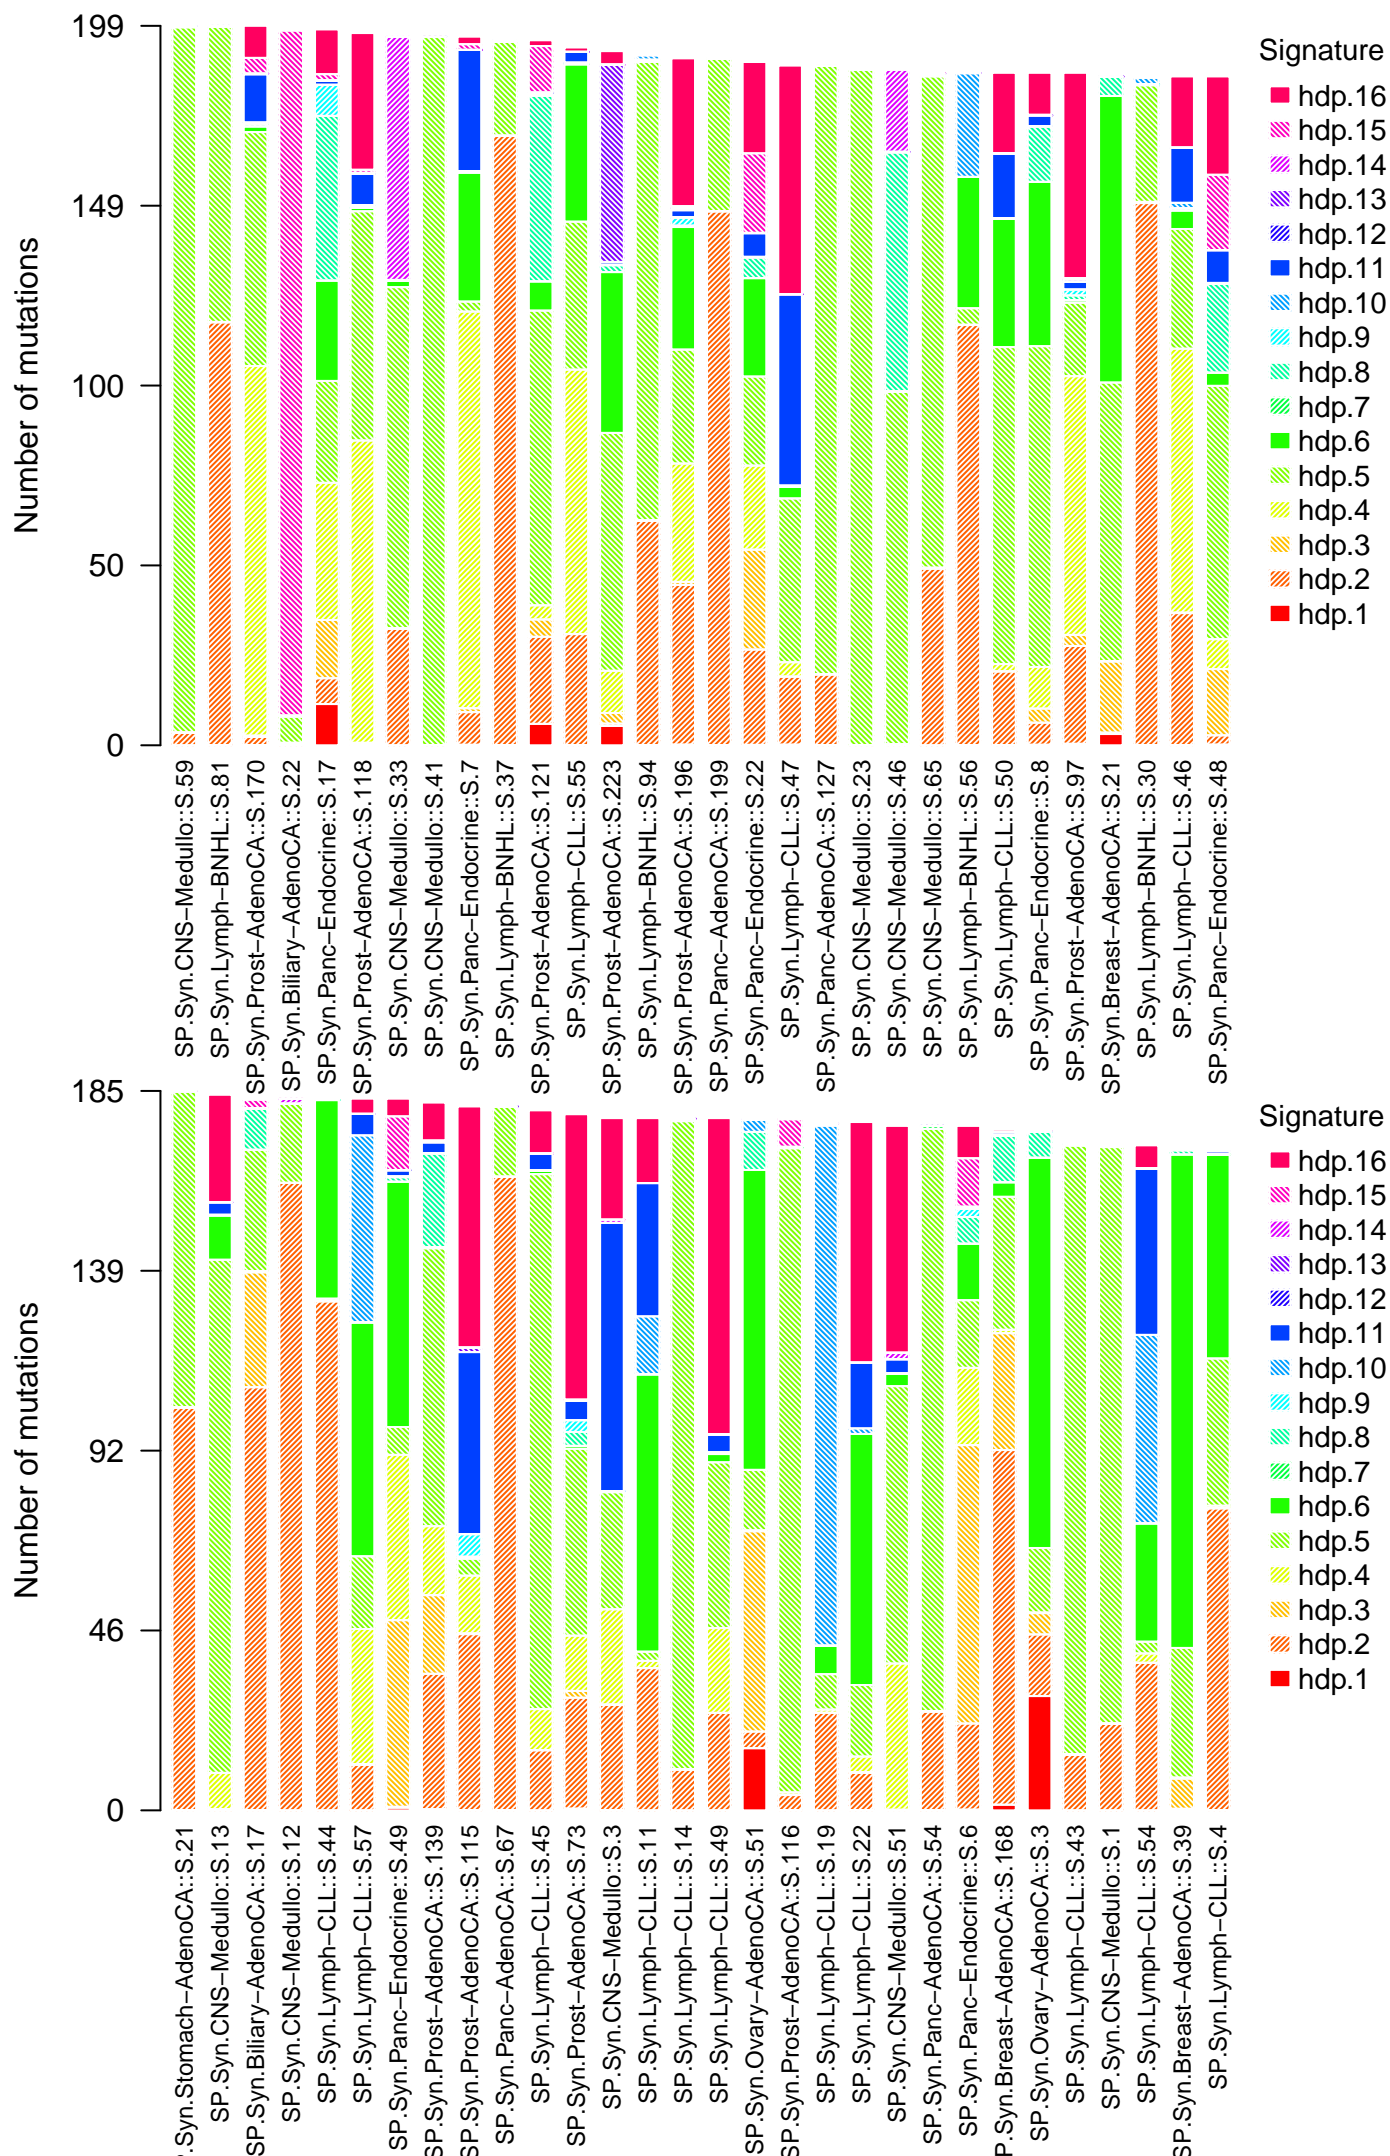 199
149
100
50
0
Number of mutations
Signature
hdp.16
hdp.15
hdp.14
hdp.13
hdp.12
hdp.11
hdp.10
hdp.9
hdp.8
hdp.7
hdp.6
hdp.5
hdp.4
hdp.3
hdp.2
hdp.1
SP.Syn.CNS−Medullo::S.59
SP.Syn.Lymph−BNHL::S.81
SP.Syn.Prost−AdenoCA::S.170
SP.Syn.Biliary−AdenoCA::S.22
SP.Syn.Panc−Endocrine::S.17
SP.Syn.Prost−AdenoCA::S.118
SP.Syn.CNS−Medullo::S.33
SP.Syn.CNS−Medullo::S.41
SP.Syn.Panc−Endocrine::S.7
SP.Syn.Lymph−BNHL::S.37
SP.Syn.Prost−AdenoCA::S.121
SP.Syn.Lymph−CLL::S.55
SP.Syn.Prost−AdenoCA::S.223
SP.Syn.Lymph−BNHL::S.94
SP.Syn.Prost−AdenoCA::S.196
SP.Syn.Panc−AdenoCA::S.199
SP.Syn.Panc−Endocrine::S.22
SP.Syn.Lymph−CLL::S.47
SP.Syn.Panc−AdenoCA::S.127
SP.Syn.CNS−Medullo::S.23
SP.Syn.CNS−Medullo::S.46
SP.Syn.CNS−Medullo::S.65
SP.Syn.Lymph−BNHL::S.56
SP.Syn.Lymph−CLL::S.50
SP.Syn.Panc−Endocrine::S.8
SP.Syn.Prost−AdenoCA::S.97
SP.Syn.Breast−AdenoCA::S.21
SP.Syn.Lymph−BNHL::S.30
SP.Syn.Lymph−CLL::S.46
SP.Syn.Panc−Endocrine::S.48
185
139
92
46
0
Number of mutations
Signature
hdp.16
hdp.15
hdp.14
hdp.13
hdp.12
hdp.11
hdp.10
hdp.9
hdp.8
hdp.7
hdp.6
hdp.5
hdp.4
hdp.3
hdp.2
hdp.1
P.Syn.Stomach−AdenoCA::S.21
SP.Syn.CNS−Medullo::S.13
SP.Syn.Biliary−AdenoCA::S.17
SP.Syn.CNS−Medullo::S.12
SP.Syn.Lymph−CLL::S.44
SP.Syn.Lymph−CLL::S.57
SP.Syn.Panc−Endocrine::S.49
SP.Syn.Prost−AdenoCA::S.139
SP.Syn.Prost−AdenoCA::S.115
SP.Syn.Panc−AdenoCA::S.67
SP.Syn.Lymph−CLL::S.45
SP.Syn.Prost−AdenoCA::S.73
SP.Syn.CNS−Medullo::S.3
SP.Syn.Lymph−CLL::S.11
SP.Syn.Lymph−CLL::S.14
SP.Syn.Lymph−CLL::S.49
SP.Syn.Ovary−AdenoCA::S.51
SP.Syn.Prost−AdenoCA::S.116
SP.Syn.Lymph−CLL::S.19
SP.Syn.Lymph−CLL::S.22
SP.Syn.CNS−Medullo::S.51
SP.Syn.Panc−AdenoCA::S.54
SP.Syn.Panc−Endocrine::S.6
SP.Syn.Breast−AdenoCA::S.168
SP.Syn.Ovary−AdenoCA::S.3
SP.Syn.Lymph−CLL::S.43
SP.Syn.CNS−Medullo::S.1
SP.Syn.Lymph−CLL::S.54
SP.Syn.Breast−AdenoCA::S.39
SP.Syn.Lymph−CLL::S.4